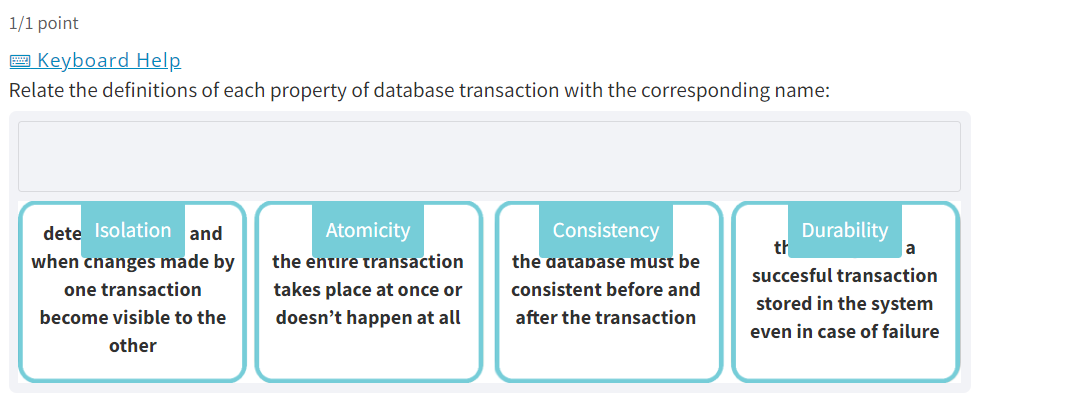 1/1 point
Keyboard Help
Relate the definitions of each property of database transaction with the corresponding name:
Isolation
dete and
when changes made by
one transaction
become visible to the
other
Atomicity
the entire transaction
takes place at once or
doesn't happen at all
Consistency
the database must be
consistent before and
after the transaction
Durability
th a
succesful transaction
stored in the system
even in case of failure